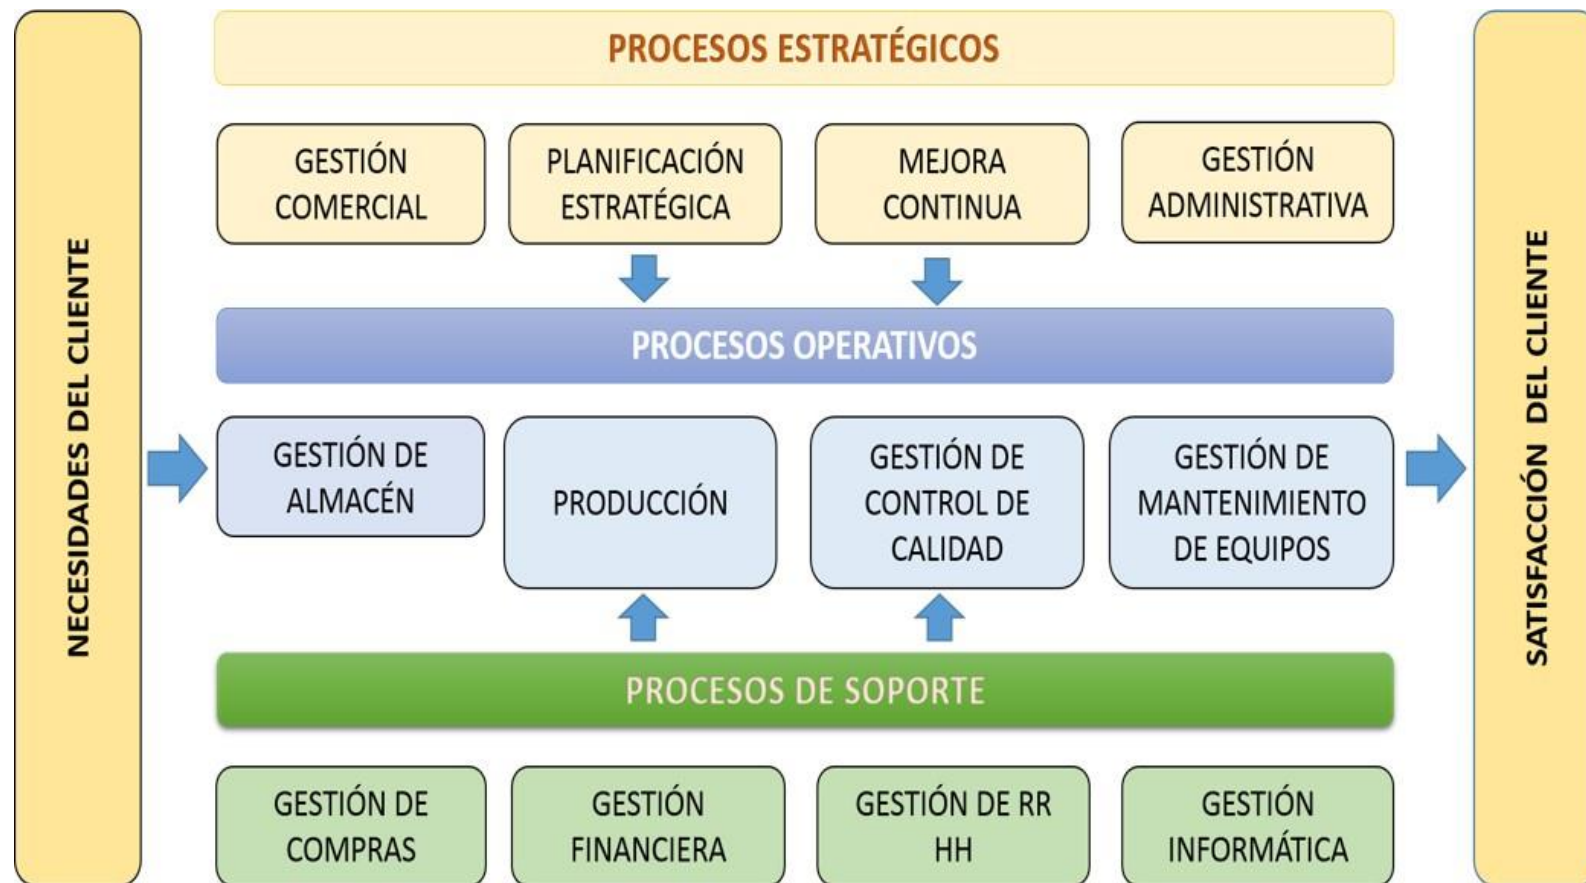 NECESIDADES DEL CLIENTE
PROCESOS ESTRATÉGICOS
GESTIÓN
COMERCIAL
PLANIFICACIÓN
ESTRATÉGICA
MEJORA
CONTINUA
GESTIÓN
ADMINISTRATIVA
PROCESOS OPERATIVOS
GESTIÓN DE
ALMACÉN
PRODUCCIÓN
GESTIÓN DE
CONTROL DE
CALIDAD
GESTIÓN DE
MANTENIMIENTO
DE EQUIPOS
PROCESOS DE SOPORTE
GESTIÓN DE
COMPRAS
GESTIÓN
FINANCIERA
GESTIÓN DE RR
HH
GESTIÓN
INFORMÁTICA
SATISFACCIÓN DEL CLIENTE